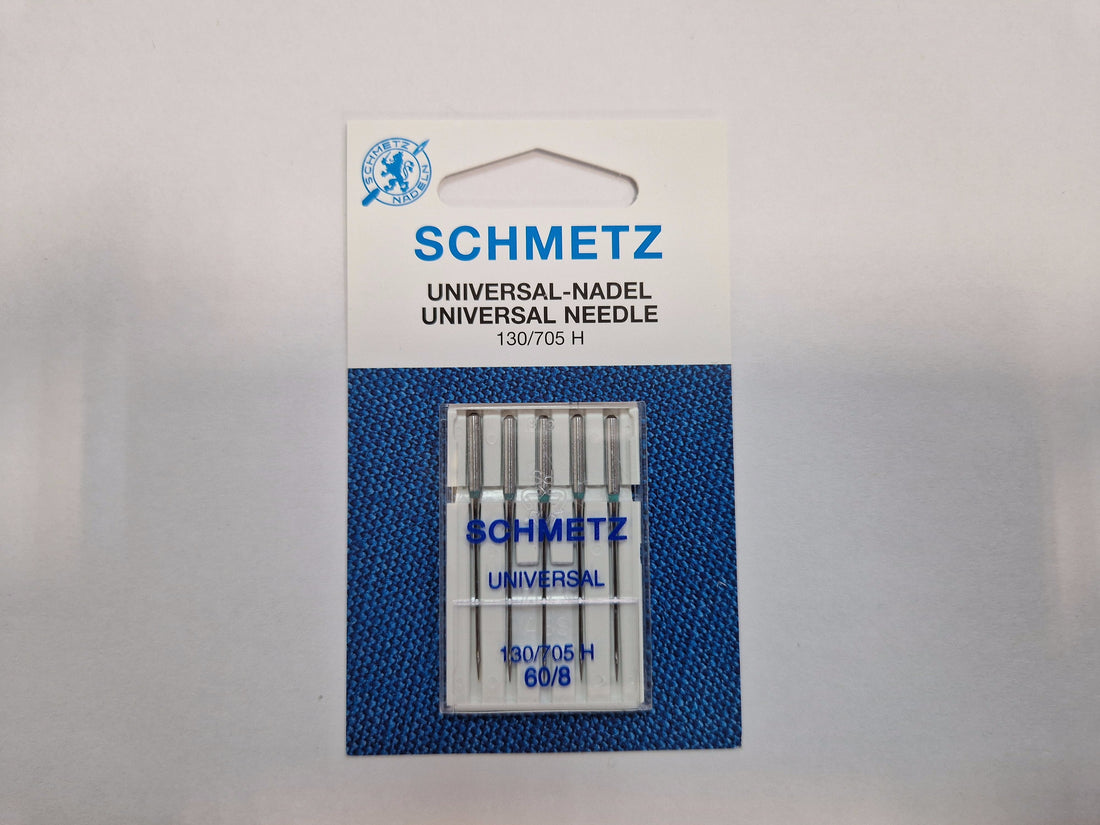 SCHMETZ
NADELN
SCHMETZ
UNIVERSAL-NADEL
UNIVERSAL NEEDLE
130/705 H
SCHMETZ
UNIVERSAL
130/705 H
60/8